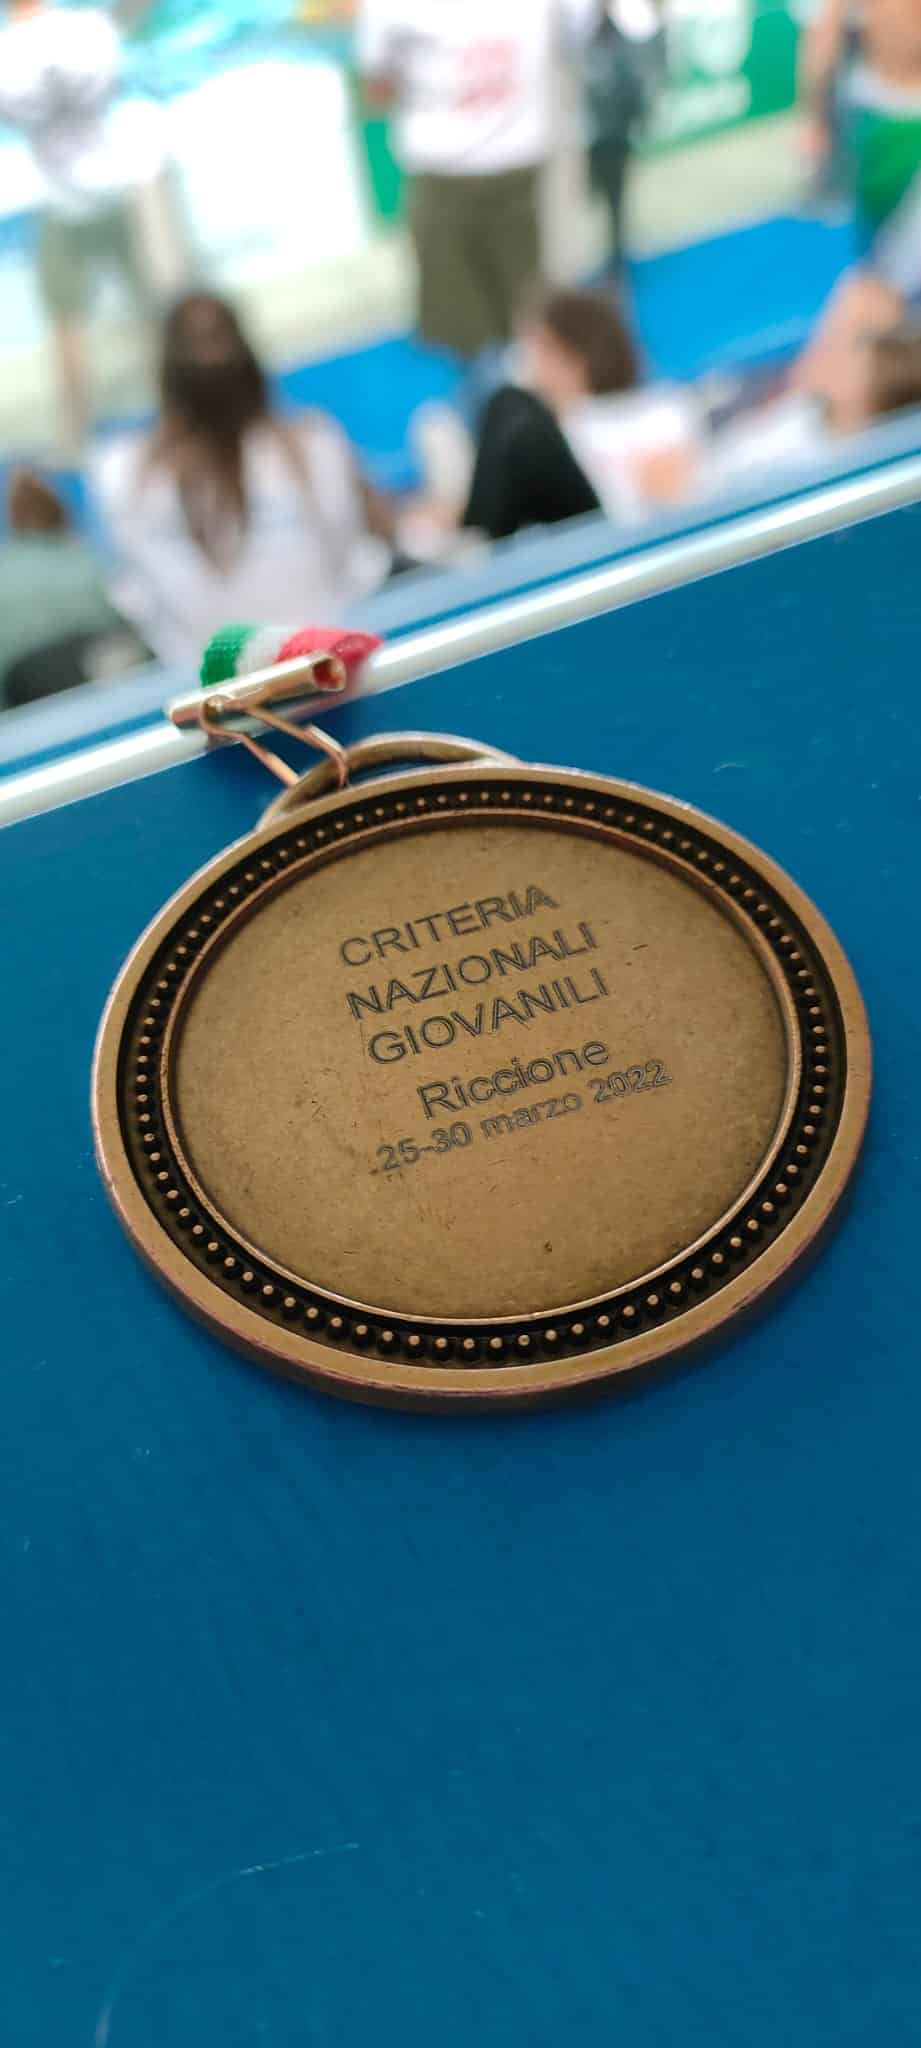 CRITERIA
NAZIONALI
GIOVANILI
Riccione
25-30 marzo 2022